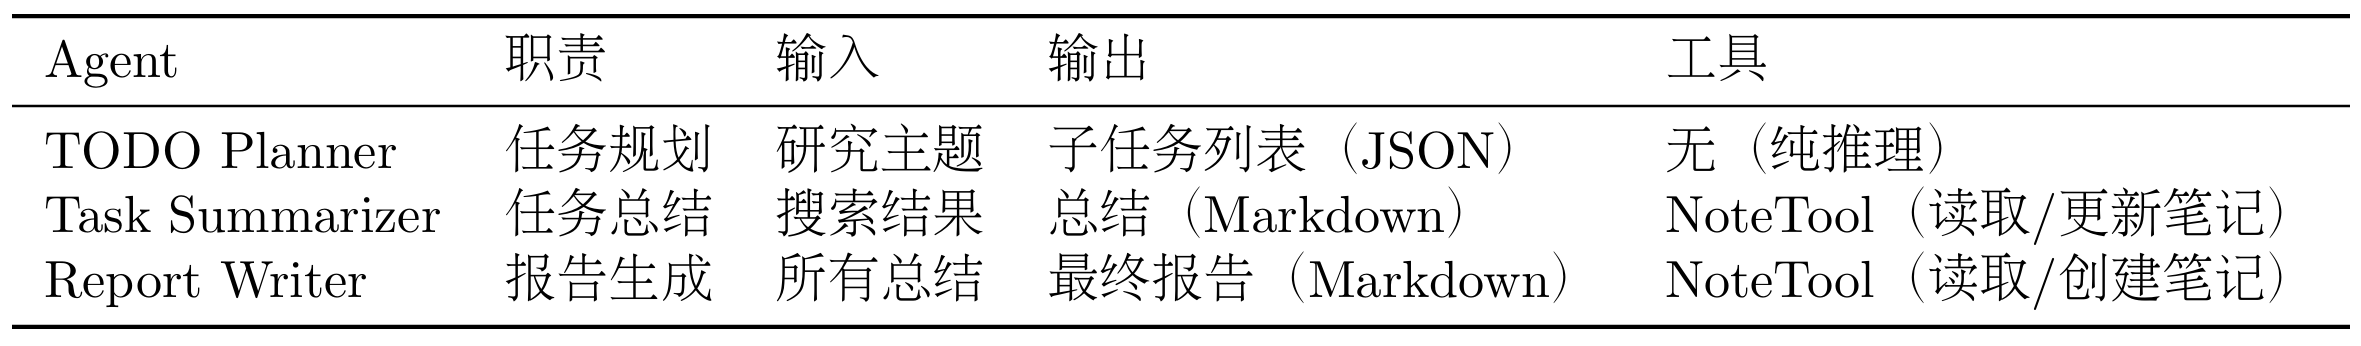 Agent 职责 输入 输出 工具
TODO Planner 任务规划 研究主题 子任务列表（JSON） 无（纯推理）
Task Summarizer 任务总结 搜索结果 总结（Markdown） NoteTool（读取/更新笔记）
Report Writer 报告生成 所有总结 最终报告（Markdown） NoteTool（读取/创建笔记）